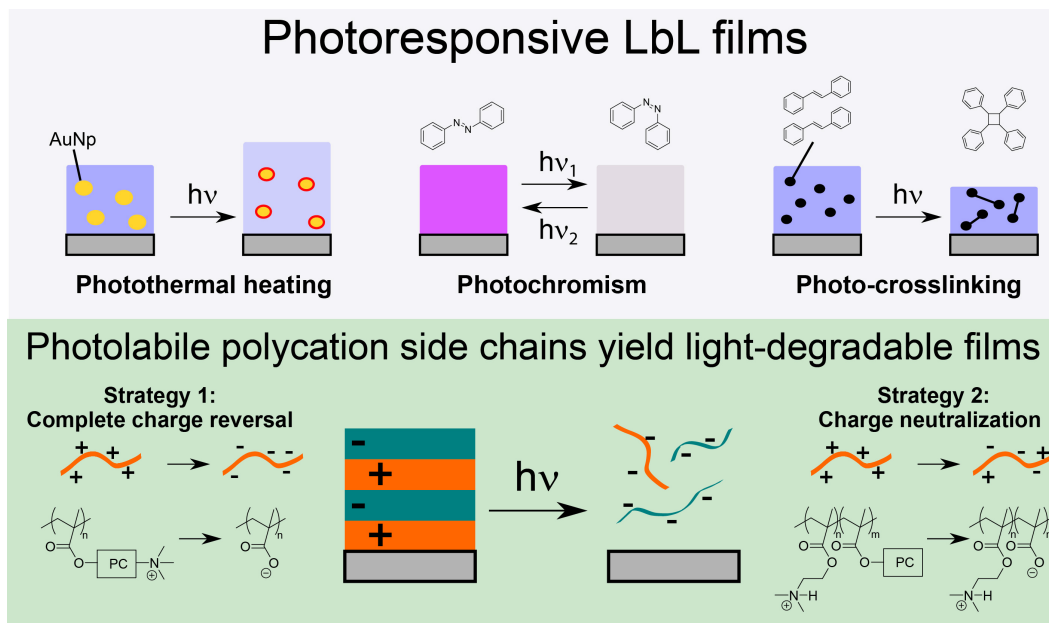 Photoresponsive LbL films
AuNp
hν
Photothermal heating
N
N
hν1
hν2
N
N
Photochromism
hν
Photo-crosslinking
Photolabile polycation side chains yield light-degradable films
Strategy 1:
Complete charge reversal
+ + + + +
- - - - -
n
O
O
PC
N
+
n
O
O
-
-
+
-
+
hν
-
-
-
-
-
Strategy 2:
Charge neutralization
+ + + + +
+ - + - +
n
m
O
O
O
O
PC
N-H
+
n
m
O
O
O
O
-
N-H
+